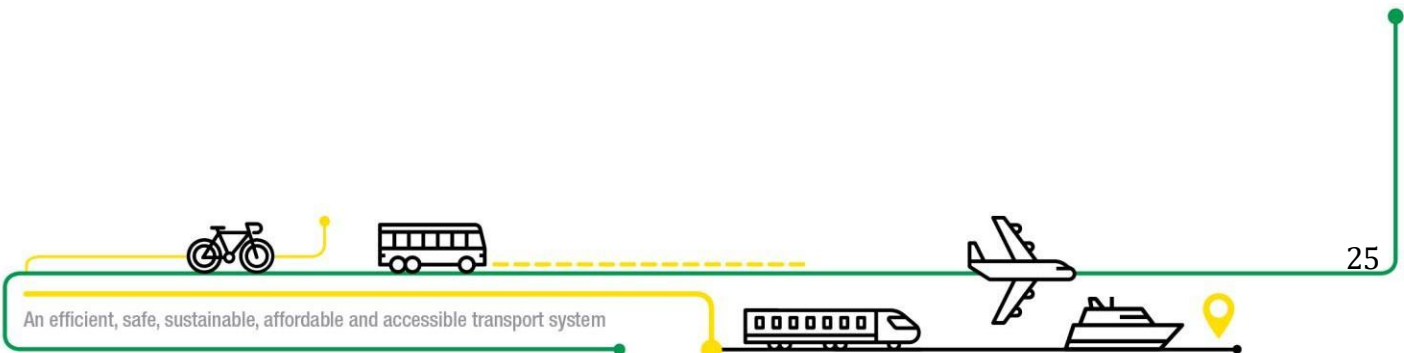 25
An efficient, safe, sustainable, affordable and accessible transport system